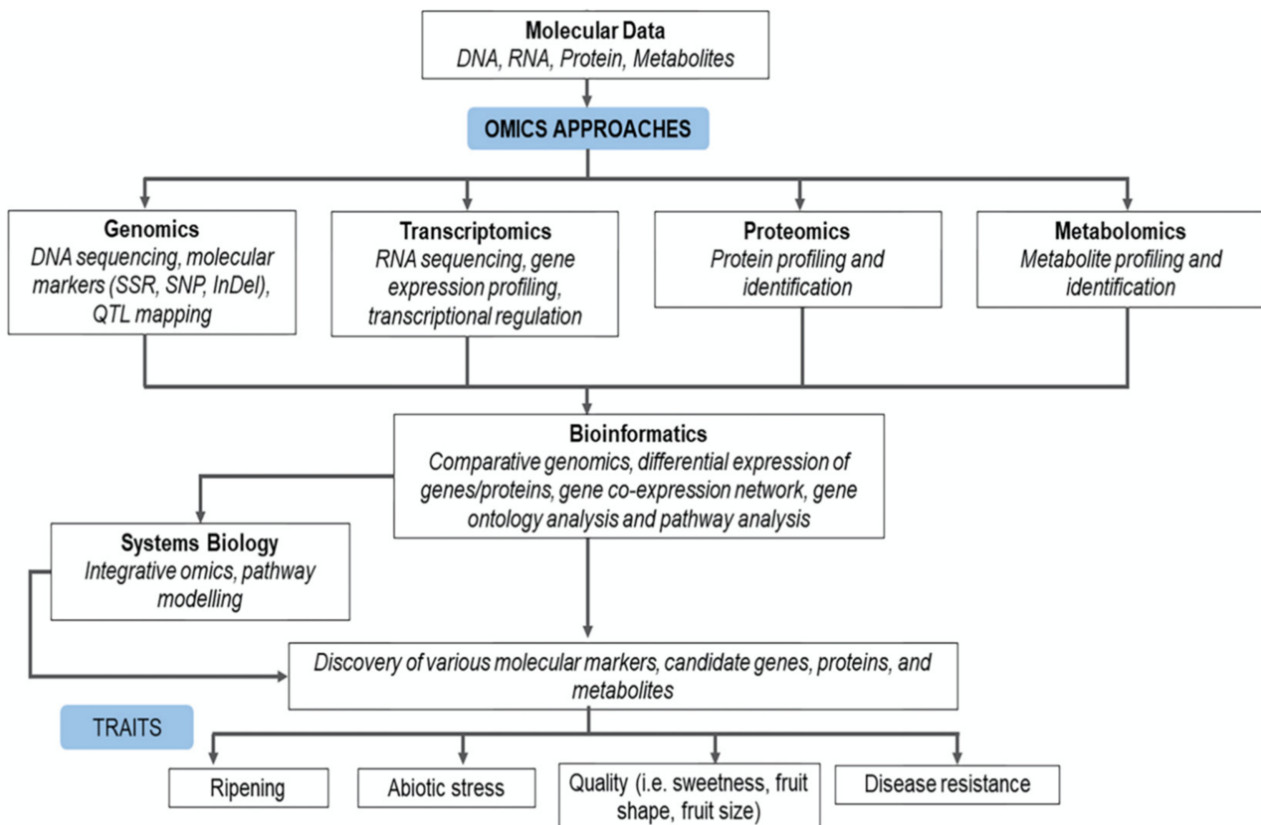 Molecular Data
DNA, RNA, Protein, Metabolites
OMICS APPROACHES
Genomics
DNA sequencing, molecular
markers (SSR, SNP, InDel),
QTL mapping
Transcriptomics
RNA sequencing, gene
expression profiling,
transcriptional regulation
Proteomics
Protein profiling and
identification
Metabolomics
Metabolite profiling and
identification
Bioinformatics
Comparative genomics, differential expression of
genes/proteins, gene co-expression network, gene
ontology analysis and pathway analysis
Systems Biology
Integrative omics, pathway
modelling
Discovery of various molecular markers, candidate genes, proteins, and
metabolites
TRAITS
Ripening
Abiotic stress
Quality (i.e. sweetness, fruit
shape, fruit size)
Disease resistance